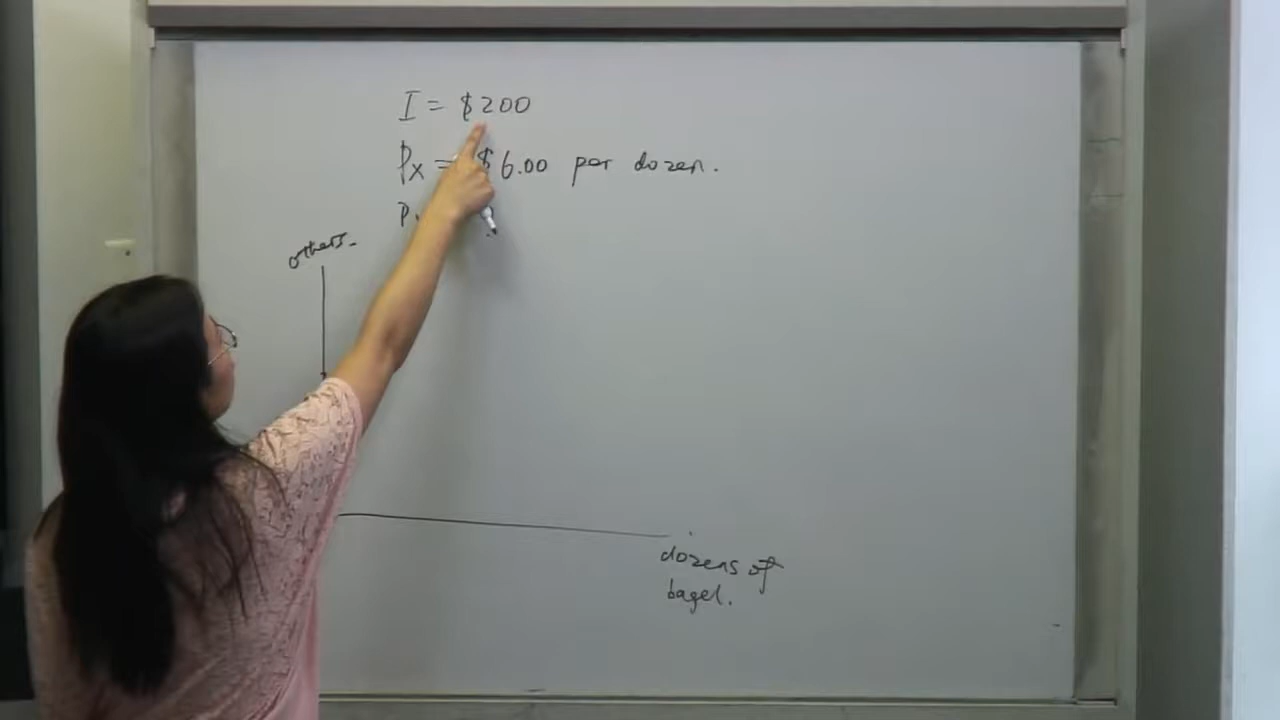 I = $200
Px = $6.00 per dozen.
P
others.
dozens of
bagel.